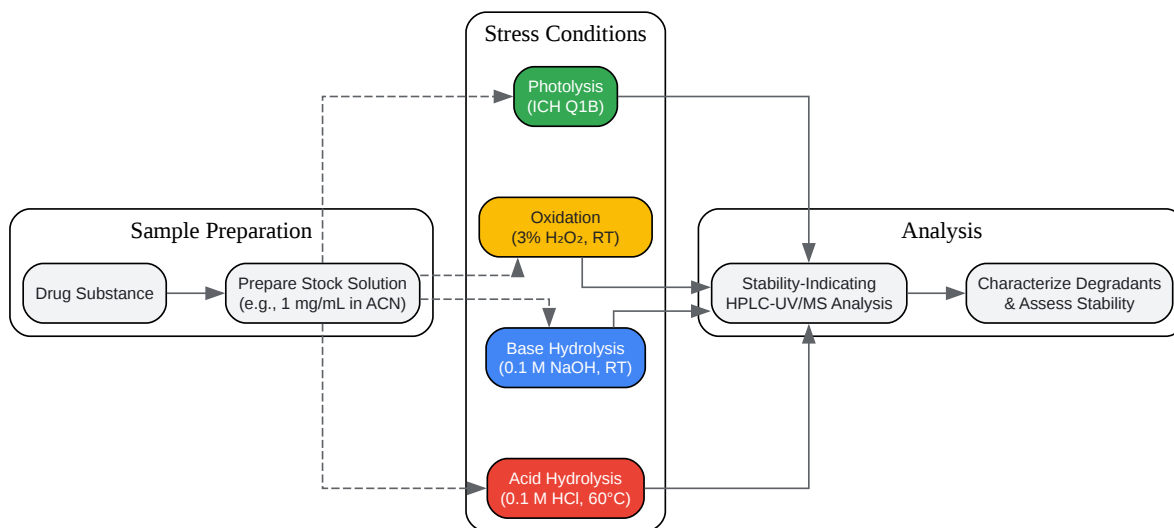 Sample Preparation
Drug Substance
Prepare Stock Solution
(e.g., 1 mg/mL in ACN)
Stress Conditions
Photolysis
(ICH Q1B)
Oxidation
(3% H₂O₂, RT)
Base Hydrolysis
(0.1 M NaOH, RT)
Acid Hydrolysis
(0.1 M HCl, 60°C)
Analysis
Stability-Indicating
HPLC-UV/MS Analysis
Characterize Degradants
& Assess Stability